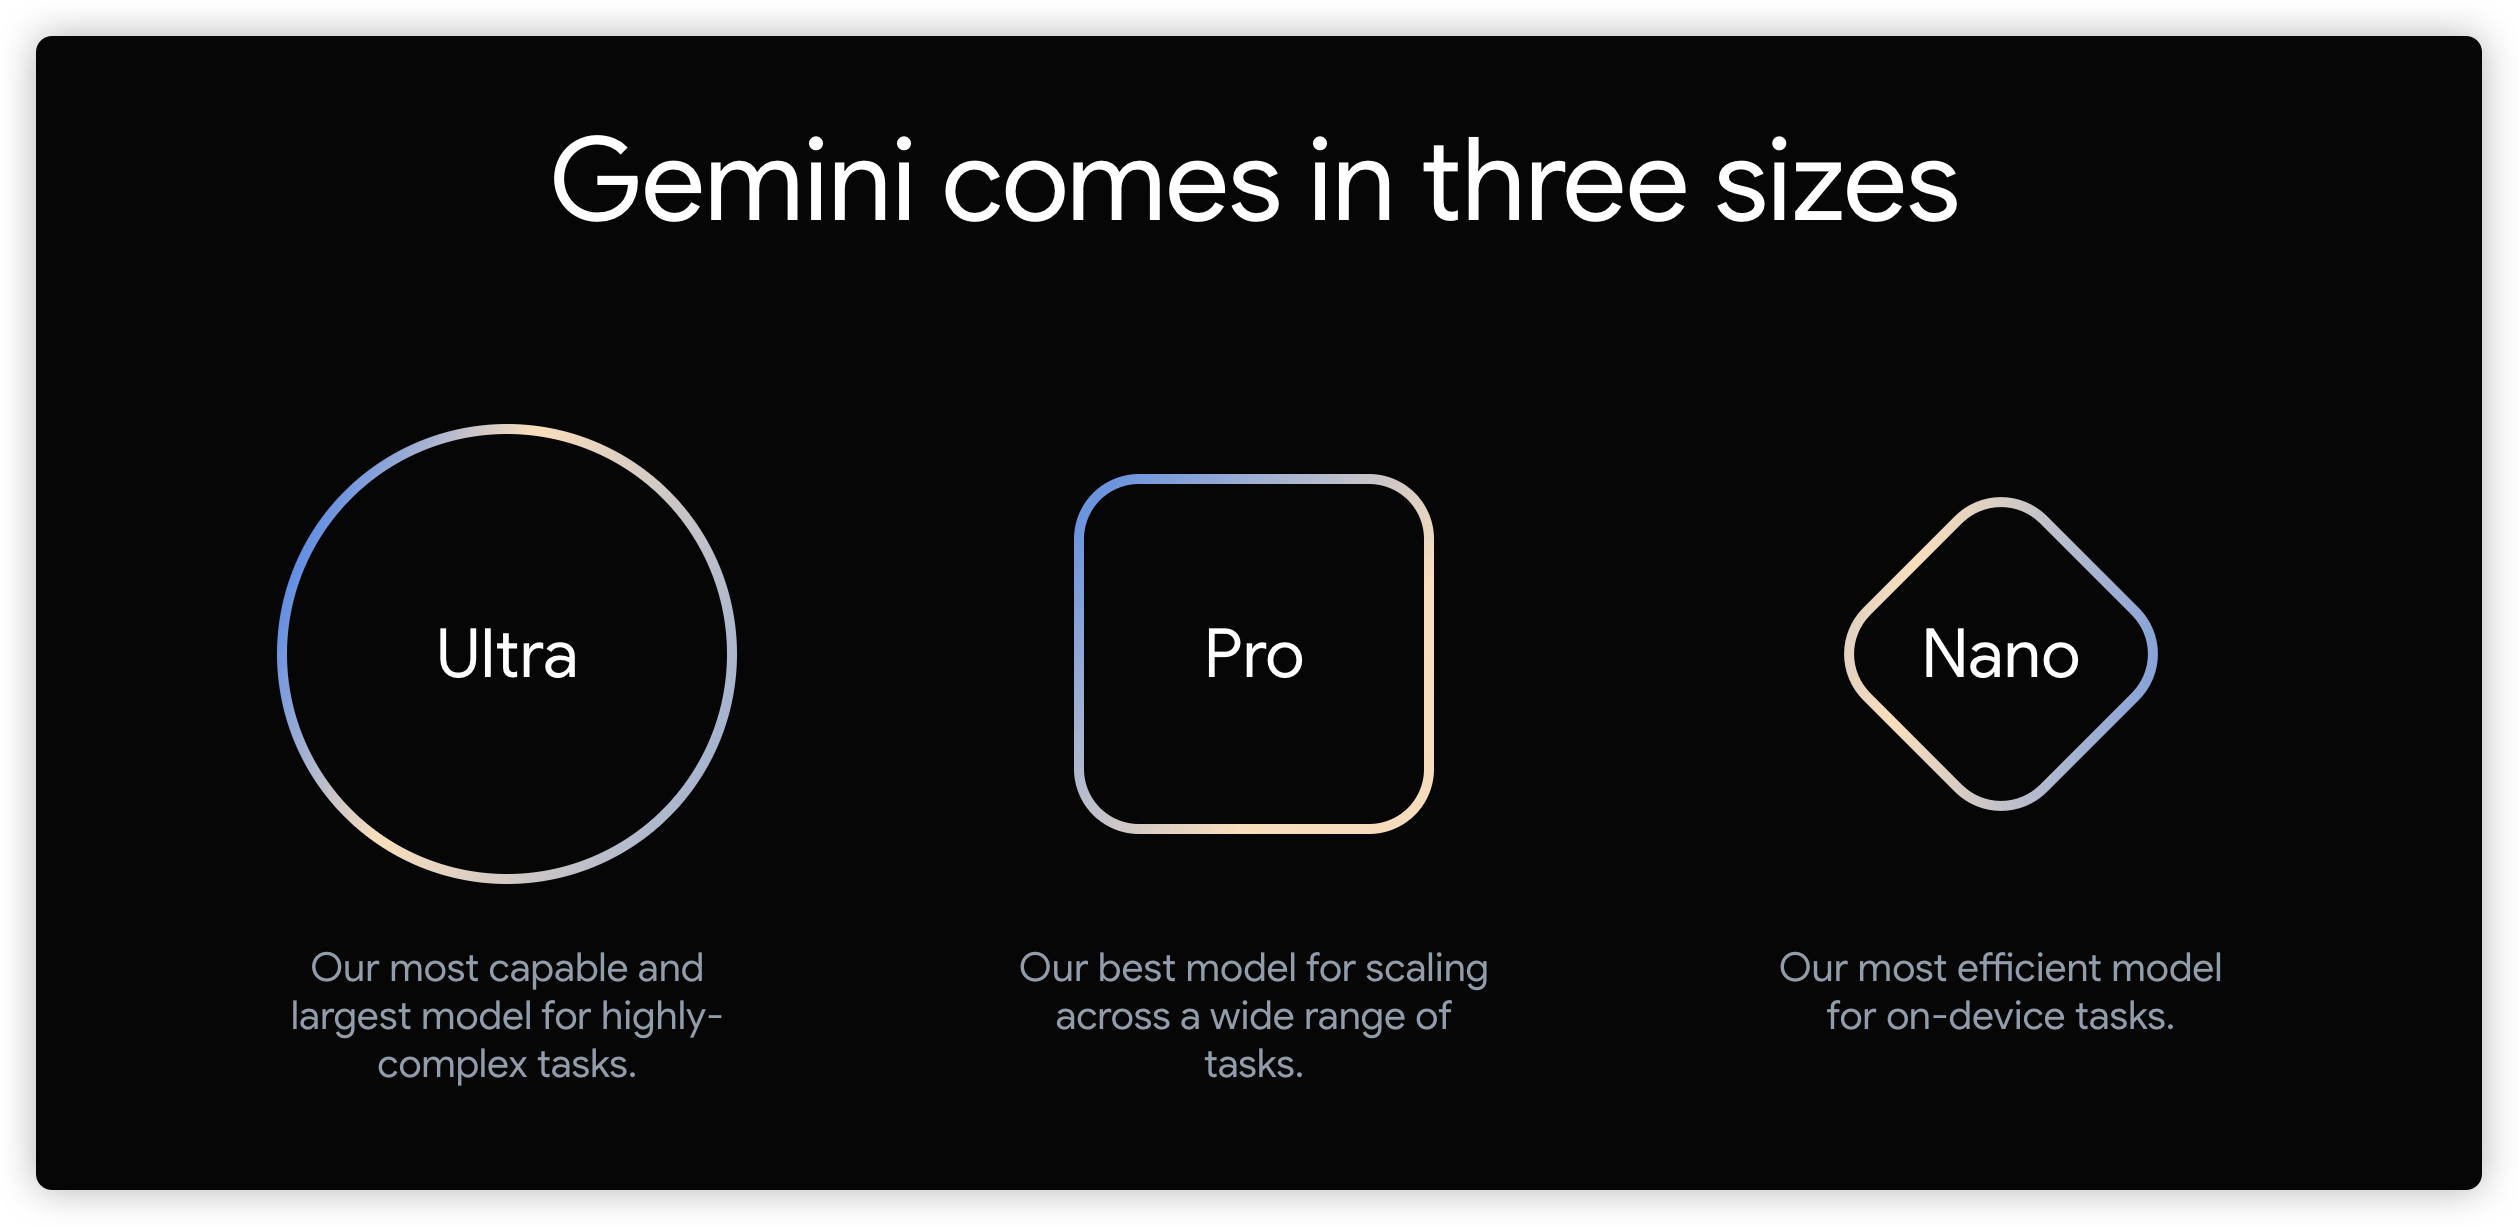 Gemini comes in three sizes
Ultra
Pro
Nano
Our most capable and
largest model for highly-
complex tasks.
Our best model for scaling
across a wide range of
tasks.
Our most efficient model
for on-device tasks.